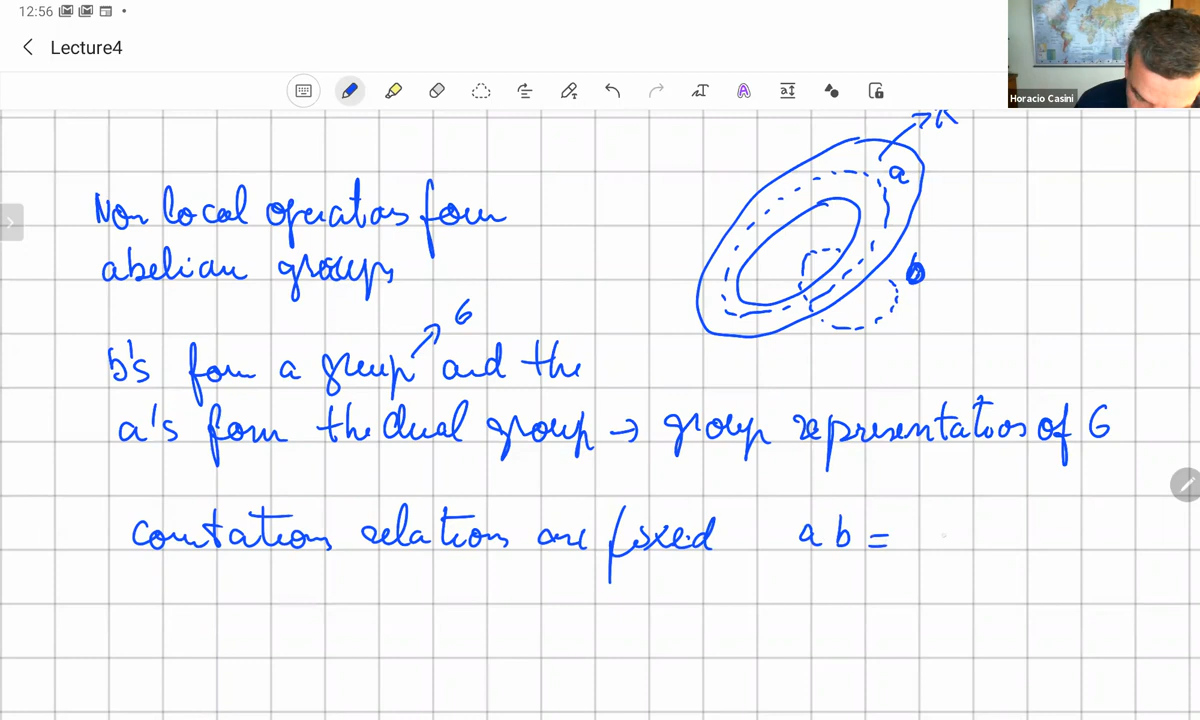 12:56
Lecture4
Horacio Casini
R
a
b
Non local operators form
abelian groups
b's form a group → G and the
a's form the dual group → group representations of G
comutation relations are fixed a b =